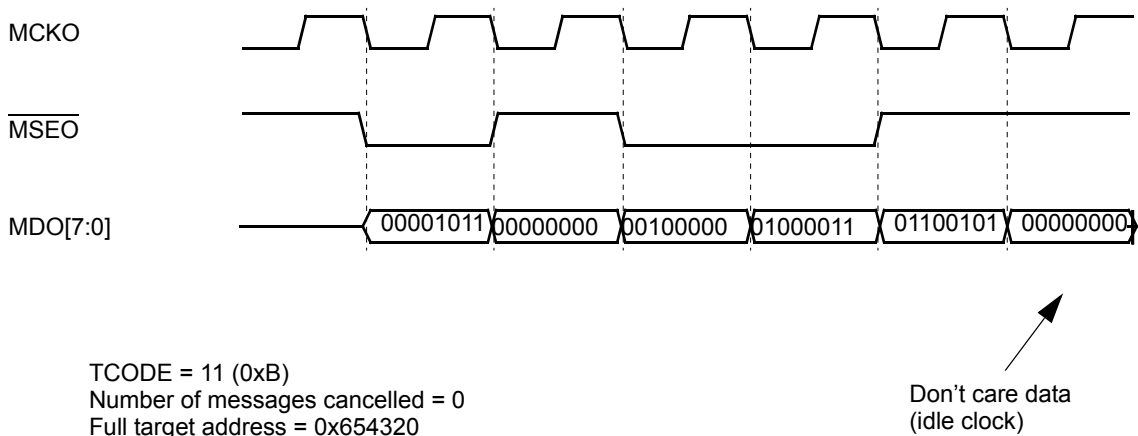 MCKO
MSEO
MDO[7:0]
00001011 00000000 00100000 01000011 01100101 00000000
TCODE = 11 (0xB)
Number of messages cancelled = 0
Full target address = 0x654320
Don’t care data
(idle clock)